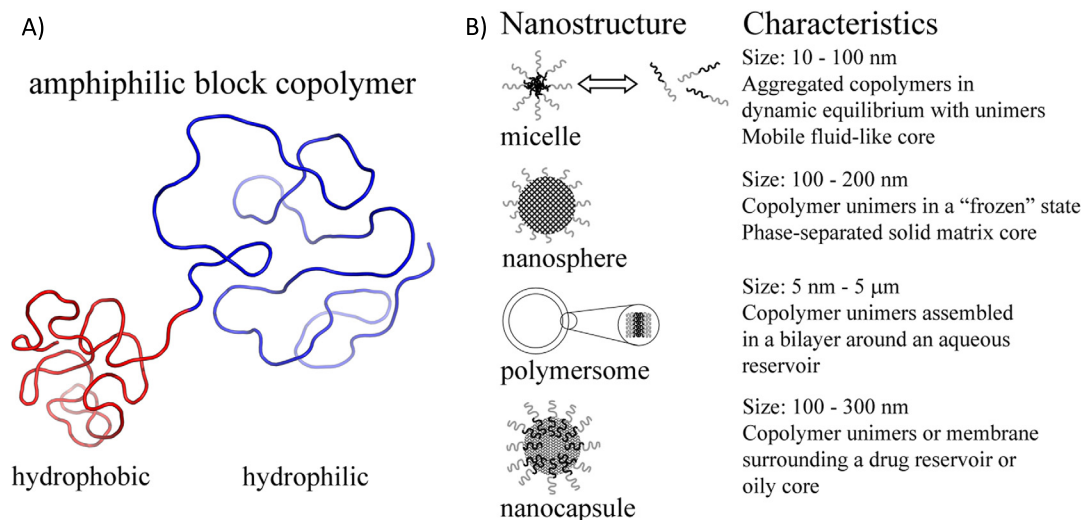 A)
amphiphilic block copolymer
hydrophobic
hydrophilic
B) Nanostructure
Characteristics
micelle
Size: 10 - 100 nm
Aggregated copolymers in
dynamic equilibrium with unimers
Mobile fluid-like core
nanosphere
Size: 100 - 200 nm
Copolymer unimers in a “frozen” state
Phase-separated solid matrix core
polymersome
Size: 5 nm - 5 μm
Copolymer unimers assembled
in a bilayer around an aqueous
reservoir
nanocapsule
Size: 100 - 300 nm
Copolymer unimers or membrane
surrounding a drug reservoir or
oily core